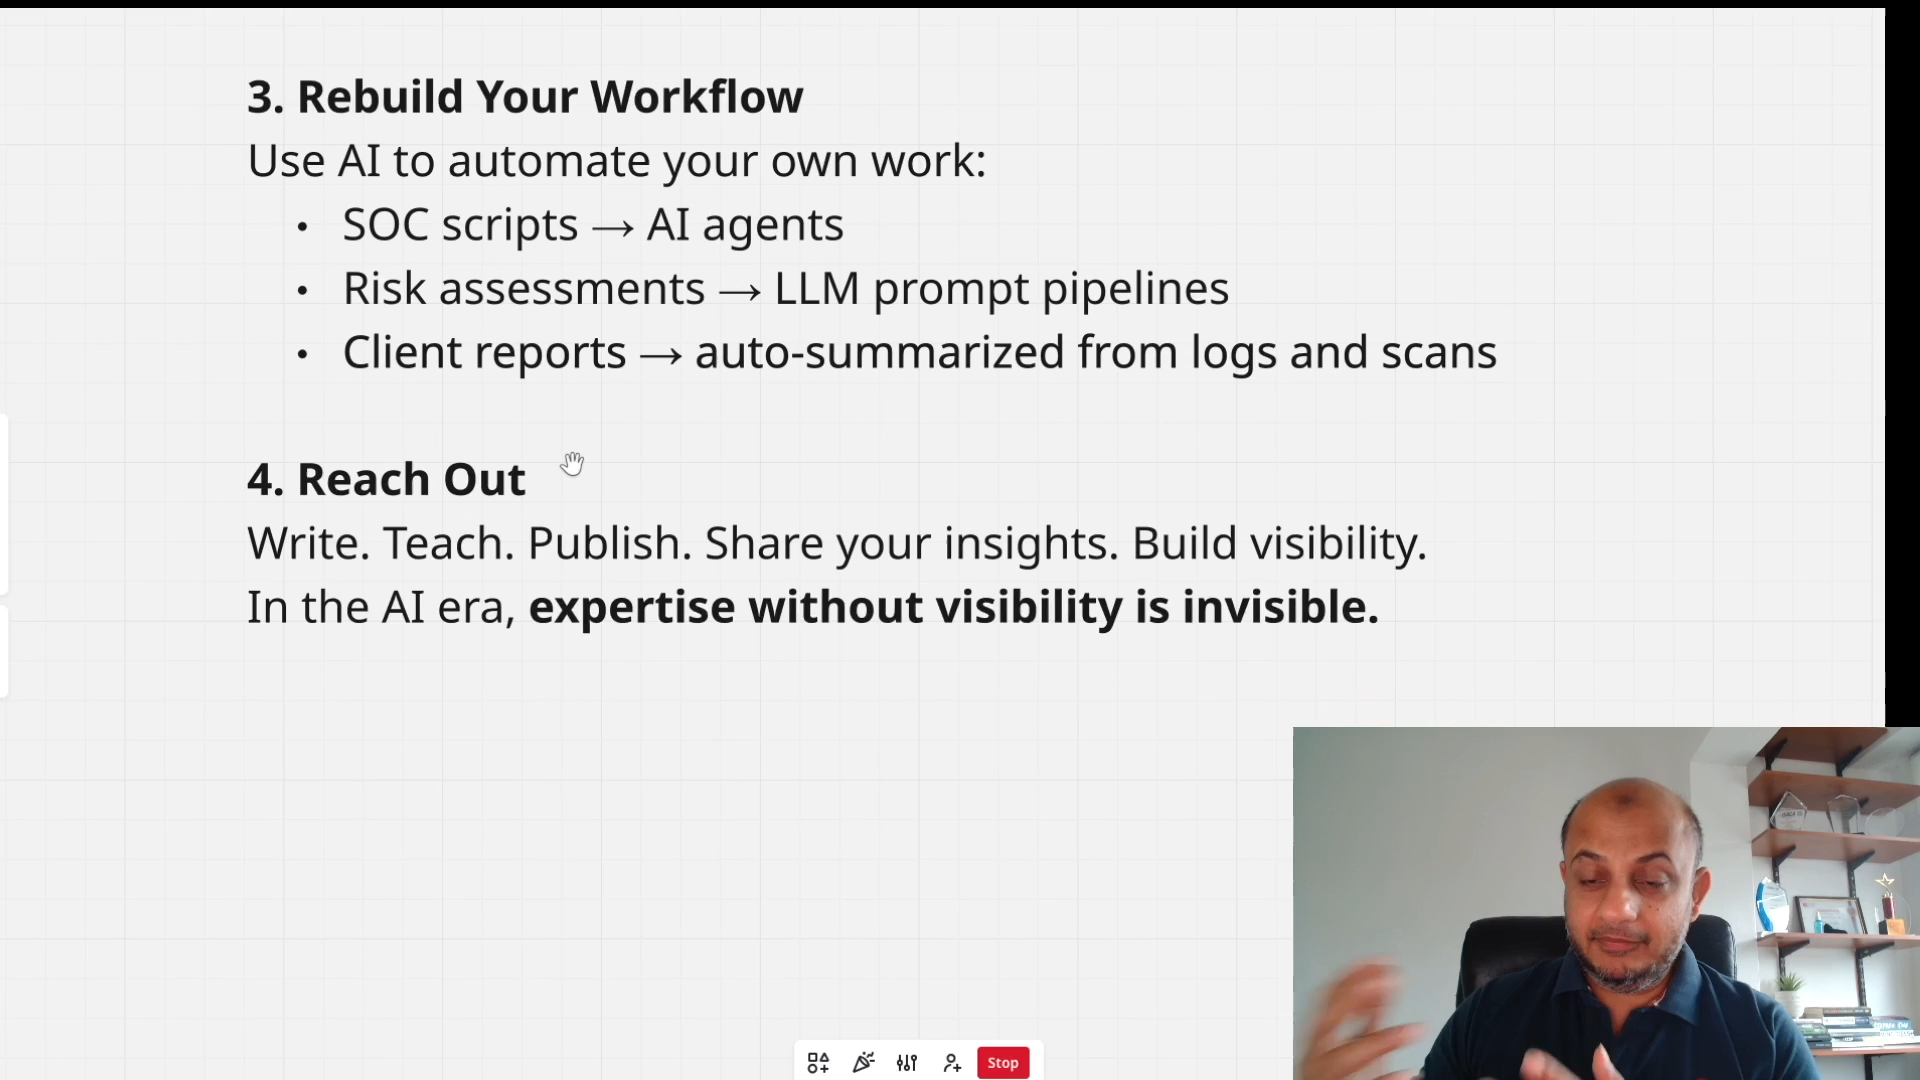 3. Rebuild Your Workflow
Use AI to automate your own work:
• SOC scripts → AI agents
• Risk assessments → LLM prompt pipelines
• Client reports → auto-summarized from logs and scans
4. Reach Out
Write. Teach. Publish. Share your insights. Build visibility.
In the AI era, expertise without visibility is invisible.
Stop